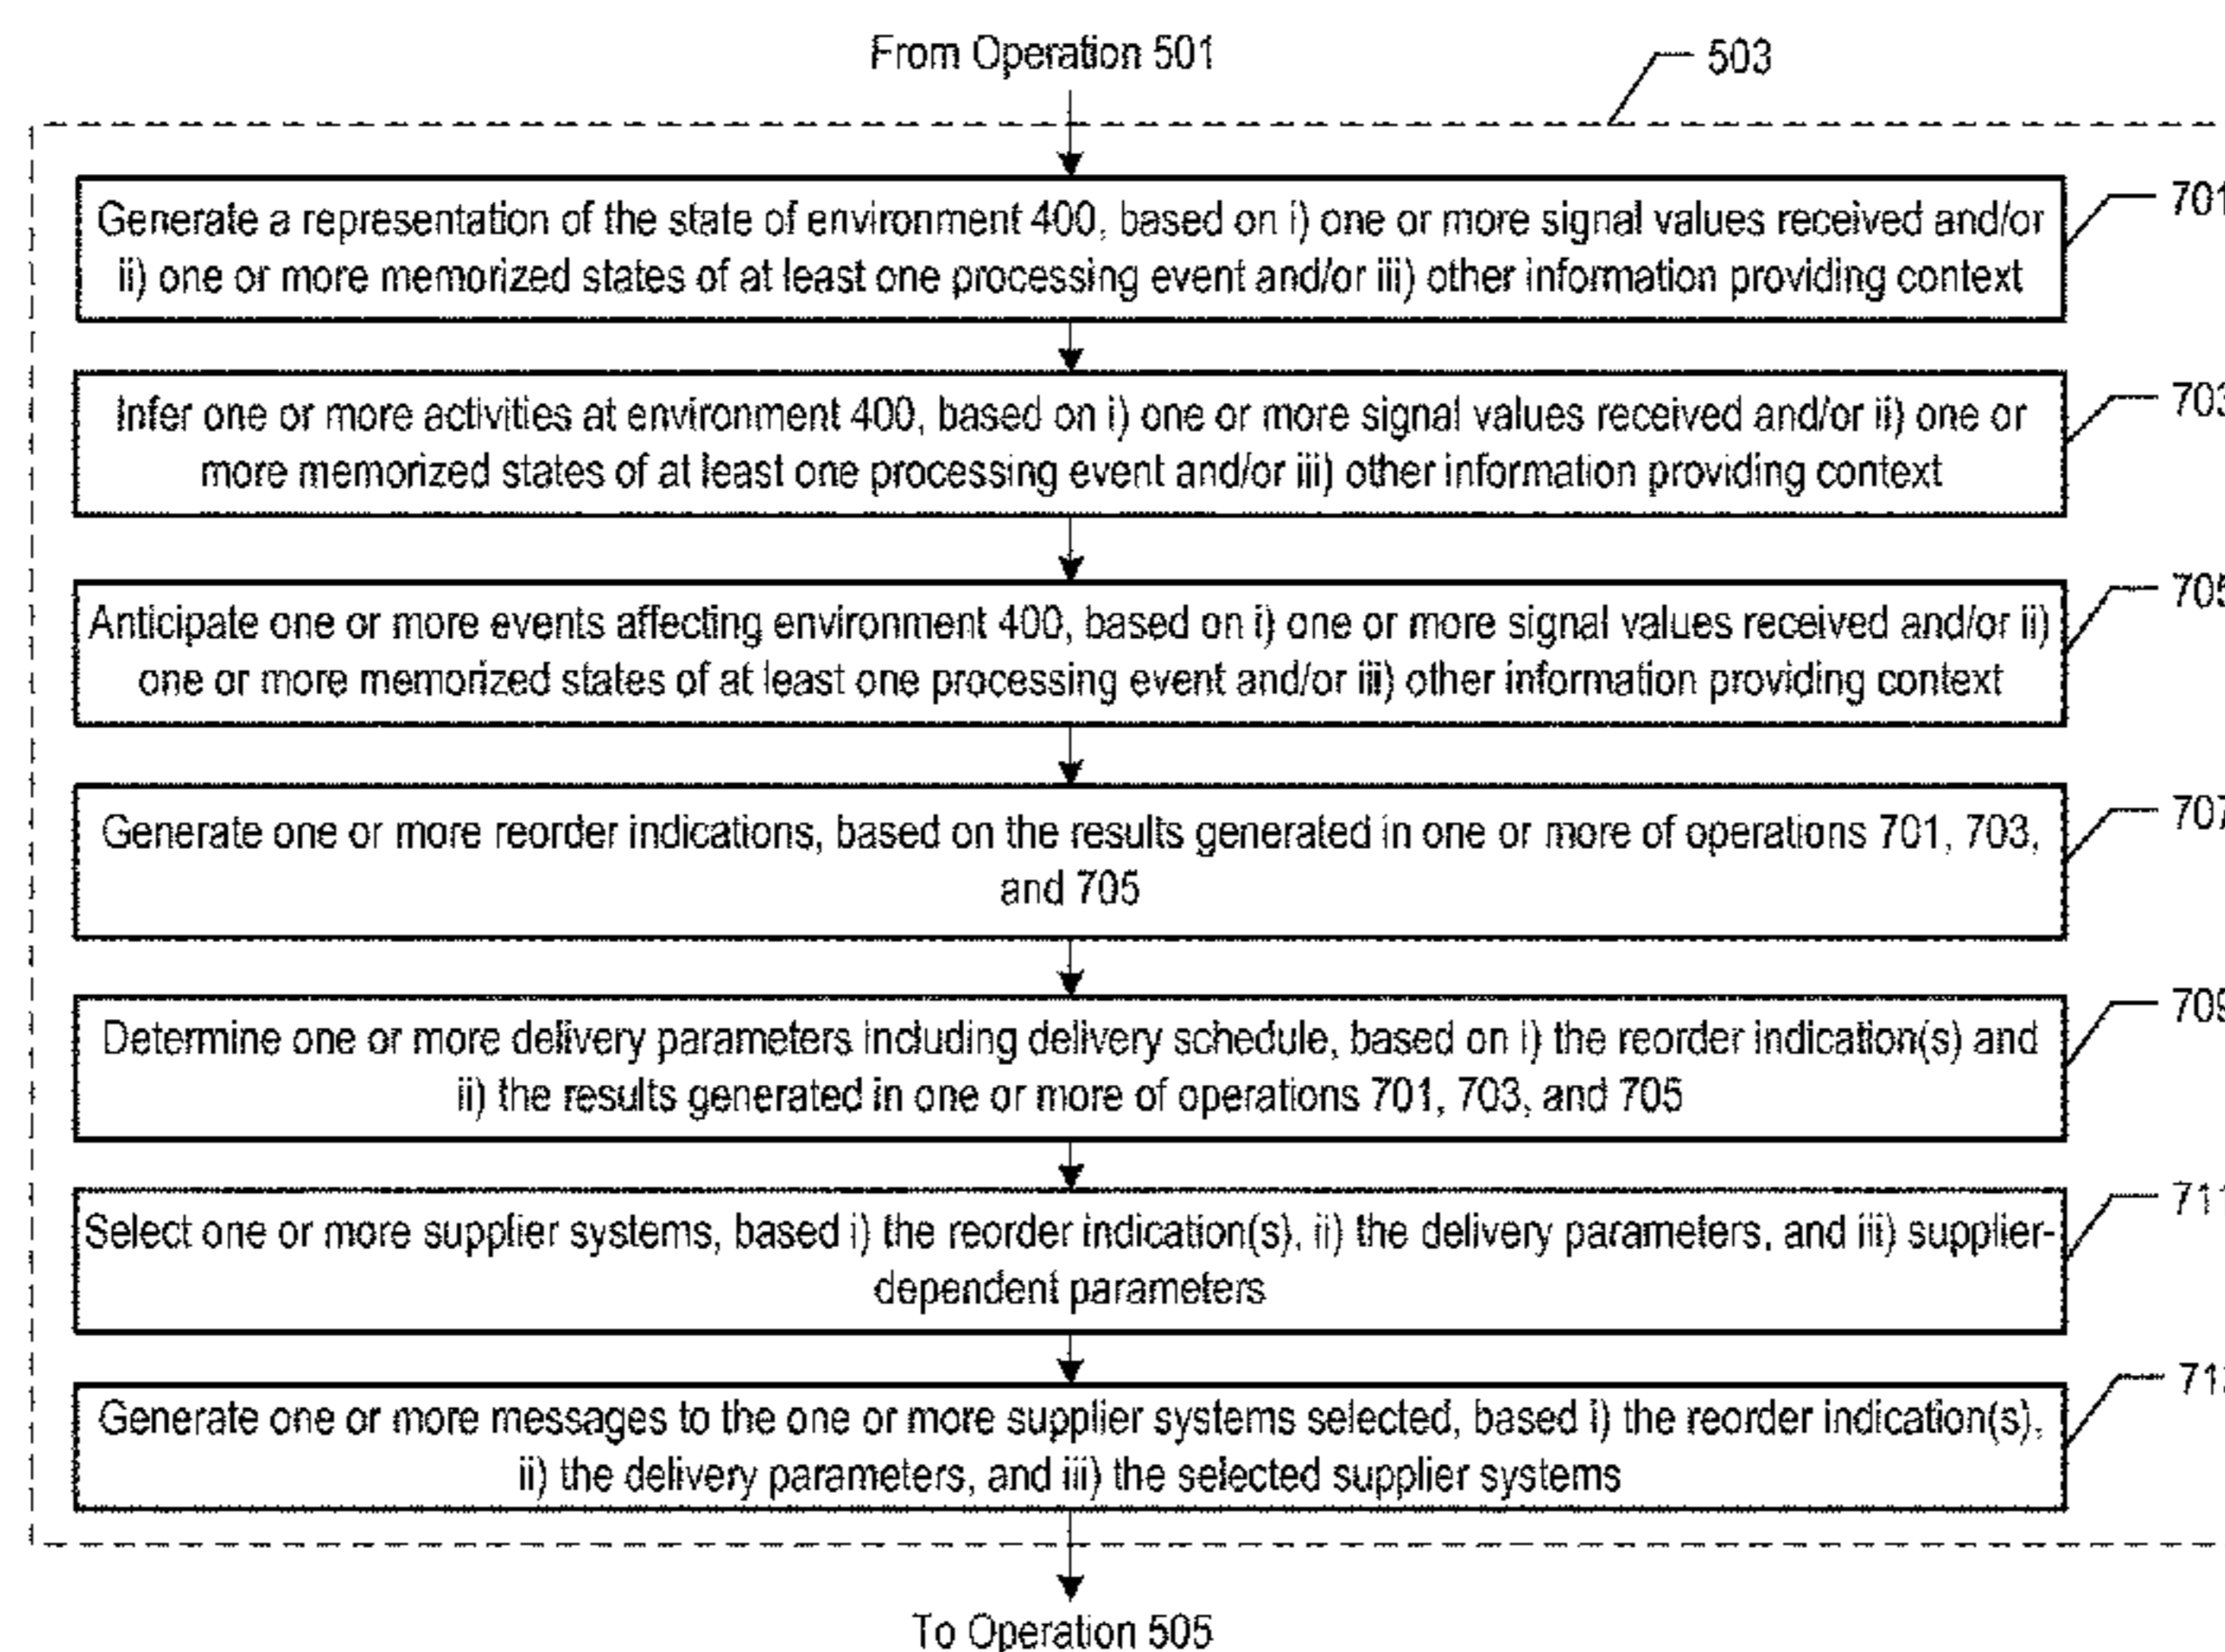 From Operation 501
503
Generate a representation of the state of environment 400, based on i) one or more signal values received and/or
ii) one or more memorized states of at least one processing event and/or iii) other information providing context
701
Infer one or more activities at environment 400, based on i) one or more signal values received and/or ii) one or
more memorized states of at least one processing event and/or iii) other information providing context
703
Anticipate one or more events affecting environment 400, based on i) one or more signal values received and/or ii)
one or more memorized states of at least one processing event and/or iii) other information providing context
705
Generate one or more reorder indications, based on the results generated in one or more of operations 701, 703,
and 705
707
Determine one or more delivery parameters including delivery schedule, based on i) the reorder indication(s) and
ii) the results generated in one or more of operations 701, 703, and 705
709
Select one or more supplier systems, based i) the reorder indication(s), ii) the delivery parameters, and iii) supplier-
dependent parameters
711
Generate one or more messages to the one or more supplier systems selected, based i) the reorder indication(s),
ii) the delivery parameters, and iii) the selected supplier systems
To Operation 505